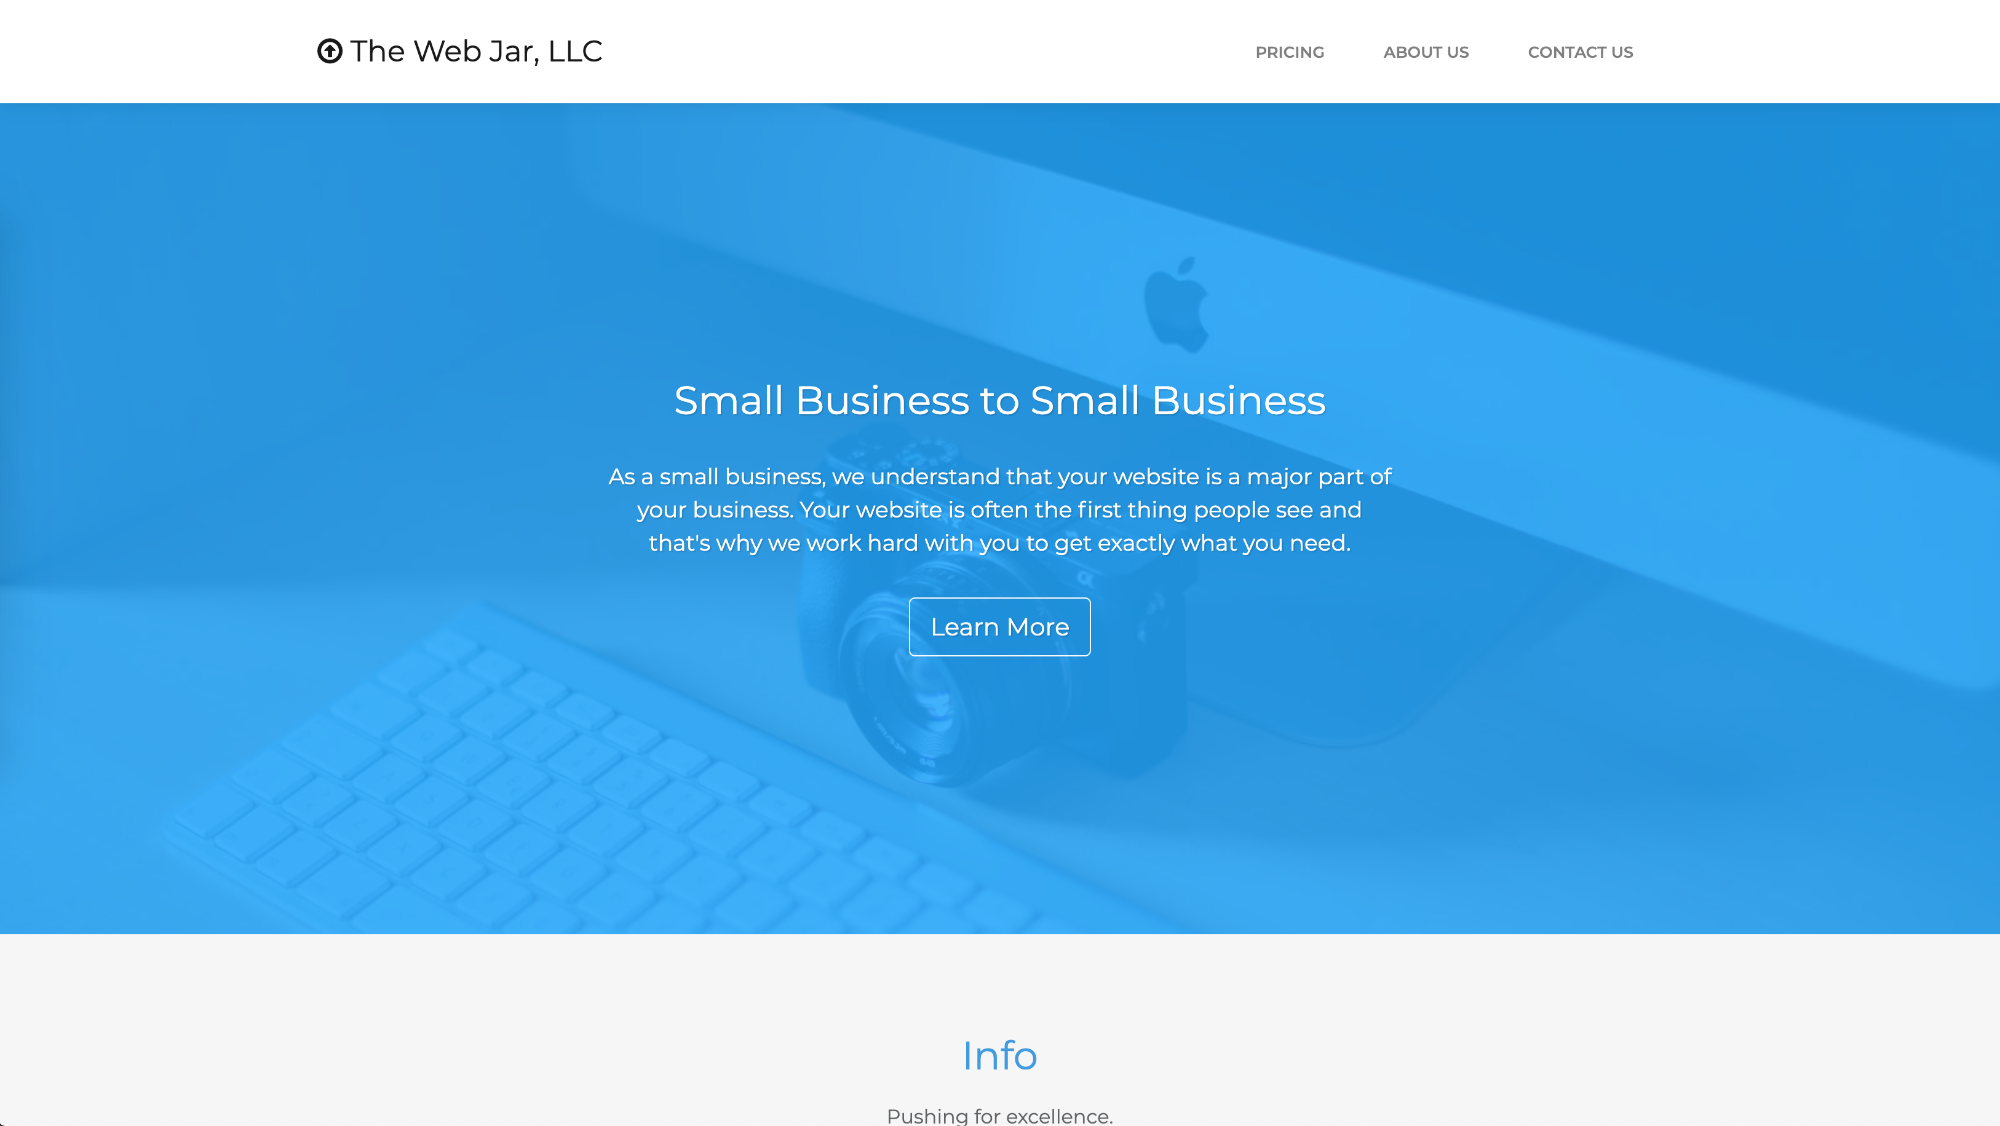 The Web Jar, LLC
PRICING
ABOUT US
CONTACT US
Small Business to Small Business
As a small business, we understand that your website is a major part of
your business. Your website is often the first thing people see and
that's why we work hard with you to get exactly what you need.
Learn More
Info
Pushing for excellence.